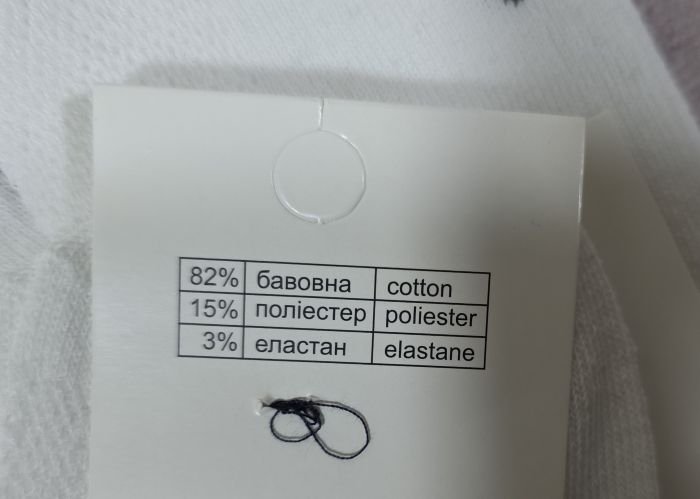 82% бавовна cotton
15% поліестер poliester
3% еластан elastane